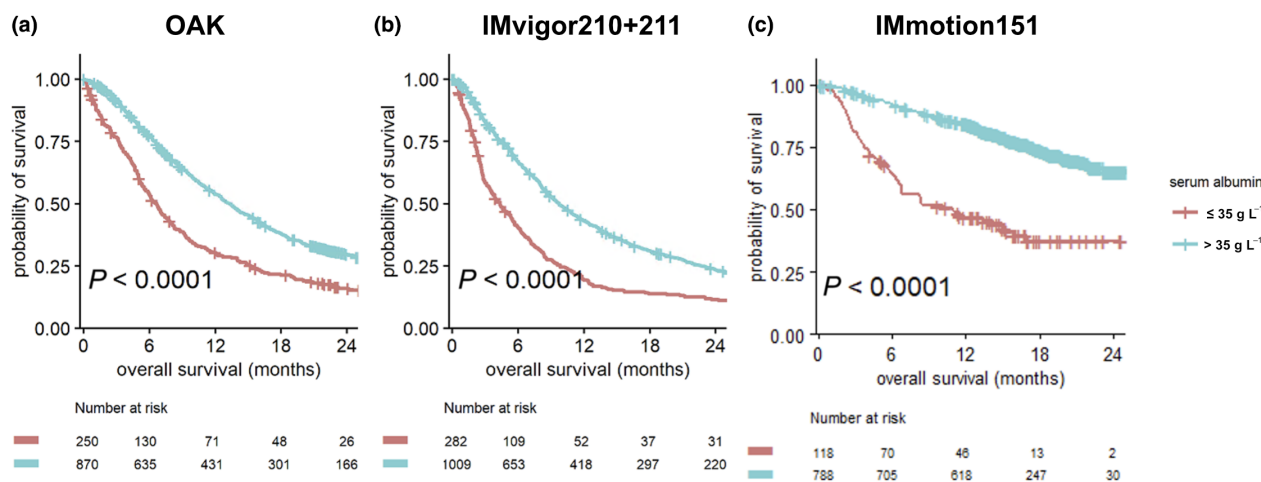 (a) OAK
(b) IMvigor210+211
(c) IMmotion151
probability of survival
1.00
0.75
0.50
0.25
0.00
P < 0.0001
0 6 12 18 24
overall survival (months)
Number at risk
250 130 71 48 26
870 635 431 301 166
probability of survival
1.00
0.75
0.50
0.25
0.00
P < 0.0001
0 6 12 18 24
overall survival (months)
Number at risk
282 109 52 37 31
1009 653 418 297 220
probability of survival
1.00
0.75
0.50
0.25
0.00
P < 0.0001
0 6 12 18 24
overall survival (months)
Number at risk
118 70 46 13 2
788 705 618 247 30
serum albumin
≤ 35 g L⁻¹
> 35 g L⁻¹